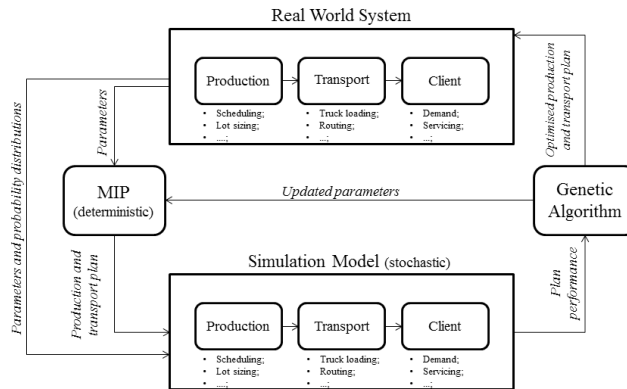 Real World System
Production
Transport
Client
• Scheduling;
• Lot sizing;
• ....;
• Truck loading;
• Routing;
• ...;
• Demand;
• Servicing;
• ...;
Parameters and probability distributions
Parameters
Optimised production
and transport plan
MIP
(deterministic)
Updated parameters
Genetic
Algorithm
Production and
transport plan
Simulation Model (stochastic)
Plan
performance
Production
Transport
Client
• Scheduling;
• Lot sizing;
• ....;
• Truck loading;
• Routing;
• ...;
• Demand;
• Servicing;
• ...;